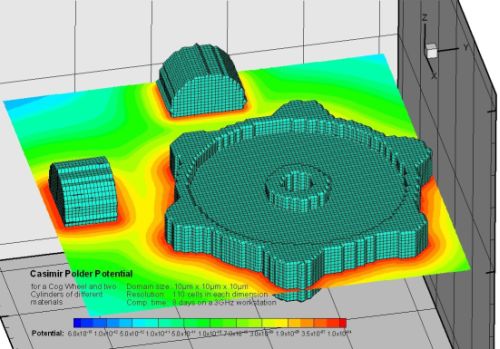 Z
Y
X
Casimir Polder Potential
for a Cog Wheel and two Domain size : 10µm x 10µm x 10µm
Cylinders of different Resolution : 110 cells in each dimension
materials Comp. time : 8 days on a 3GHz workstation
Potential: